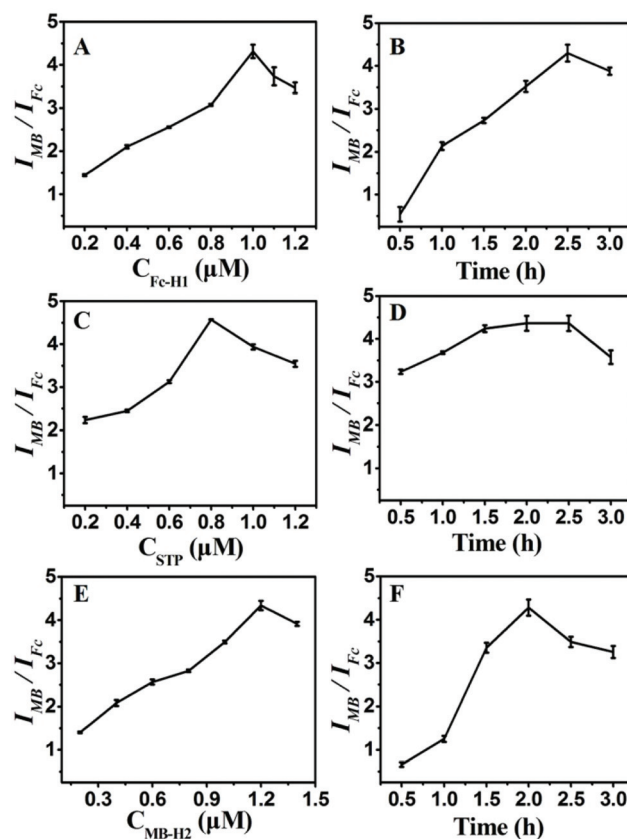 A
I_MB / I_Fc
5
4
3
2
1
0.2 0.4 0.6 0.8 1.0 1.2
C_Fc-H1 (μM)
B
I_MB / I_Fc
5
4
3
2
1
0.5 1.0 1.5 2.0 2.5 3.0
Time (h)
C
I_MB / I_Fc
5
4
3
2
1
0.2 0.4 0.6 0.8 1.0 1.2
C_STP (μM)
D
I_MB / I_Fc
5
4
3
2
1
0.5 1.0 1.5 2.0 2.5 3.0
Time (h)
E
I_MB / I_Fc
5
4
3
2
1
0.3 0.6 0.9 1.2 1.5
C_MB-H2 (μM)
F
I_MB / I_Fc
5
4
3
2
1
0.5 1.0 1.5 2.0 2.5 3.0
Time (h)